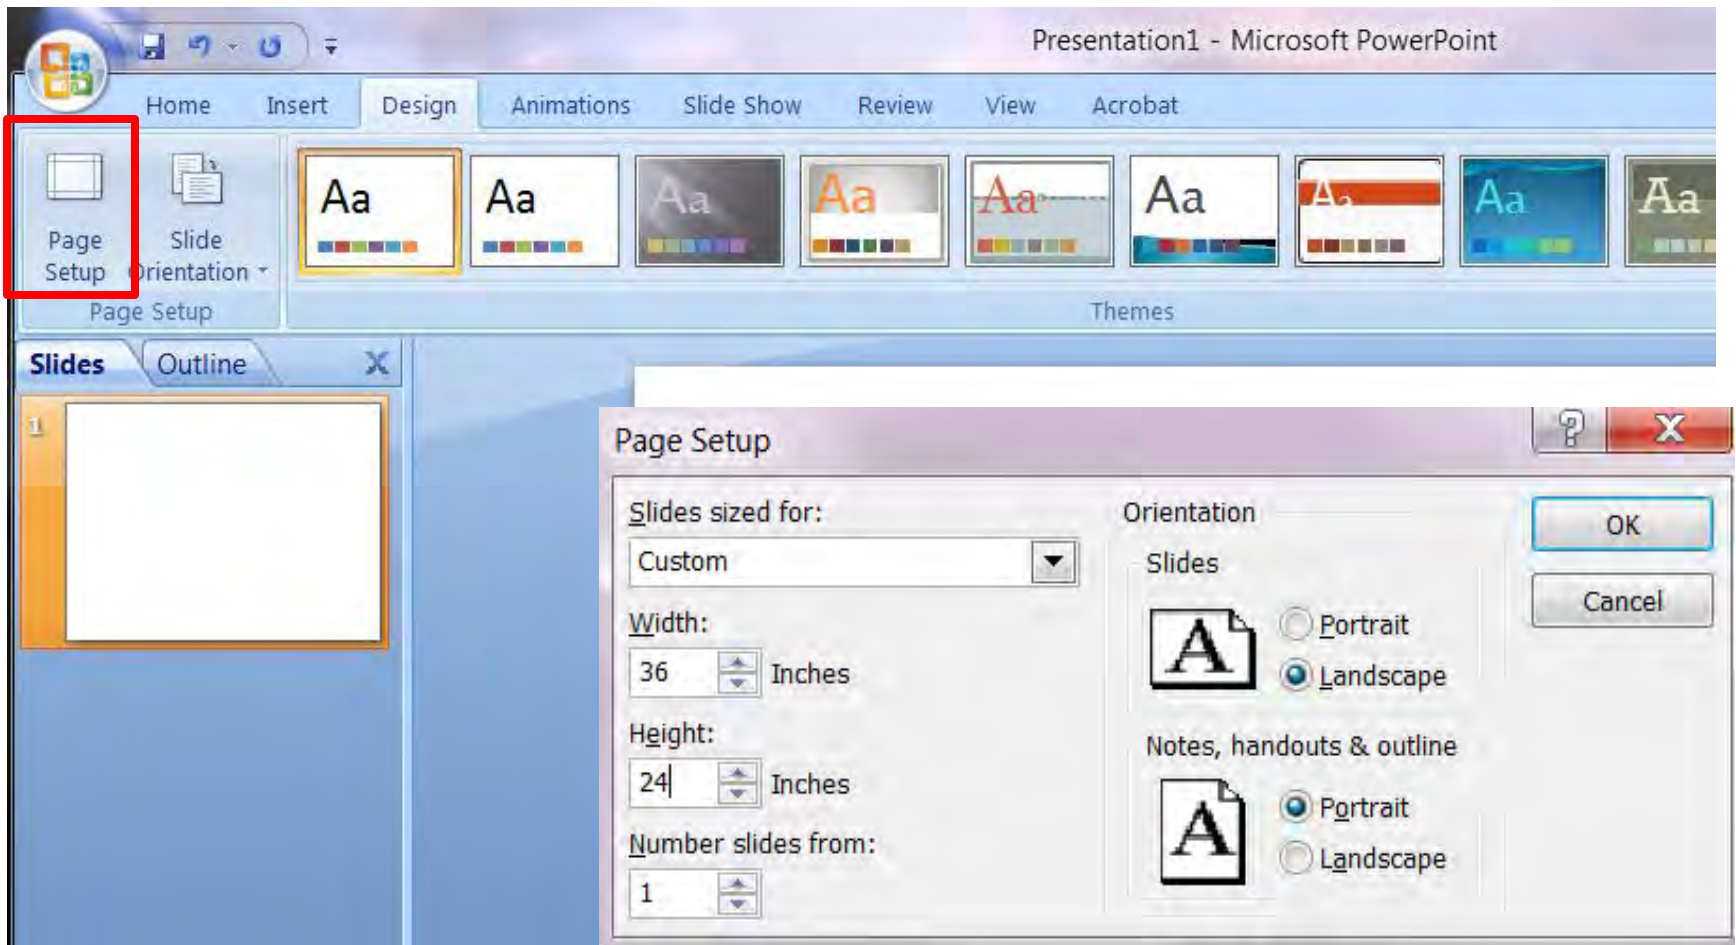 Presentation1 - Microsoft PowerPoint
Home Insert Design Animations Slide Show Review View Acrobat
Aa Aa Aa Aa Aa Aa Aa Aa Aa
Page Slide
Setup Orientation
Page Setup Themes
Slides Outline X
1
Page Setup ? X
Slides sized for: Orientation OK
Custom Slides
Cancel
Width: Portrait
36 Inches Landscape
Height: Notes, handouts & outline
24 Inches Portrait
Number slides from: Landscape
1
A
A